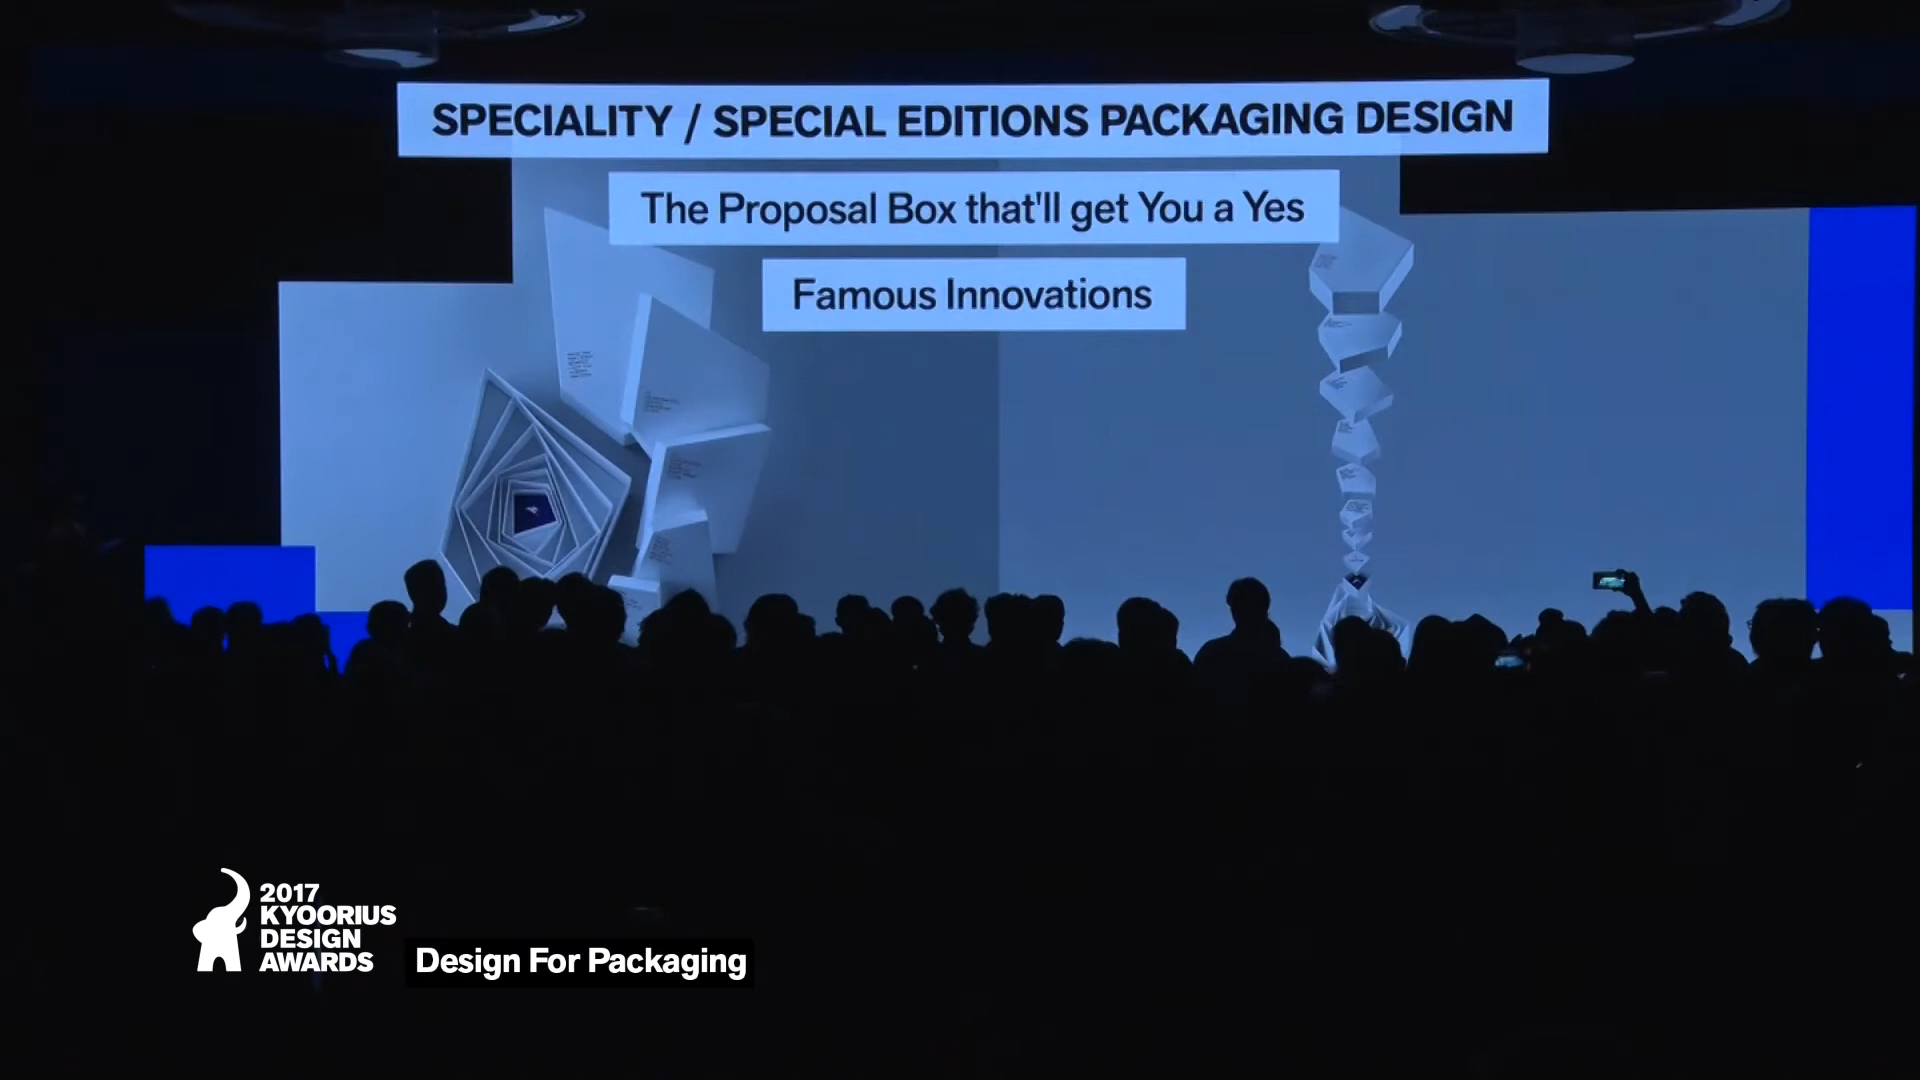 SPECIALITY / SPECIAL EDITIONS PACKAGING DESIGN
The Proposal Box that'll get You a Yes
Famous Innovations
2017
KYOORIUS
DESIGN
AWARDS
Design For Packaging